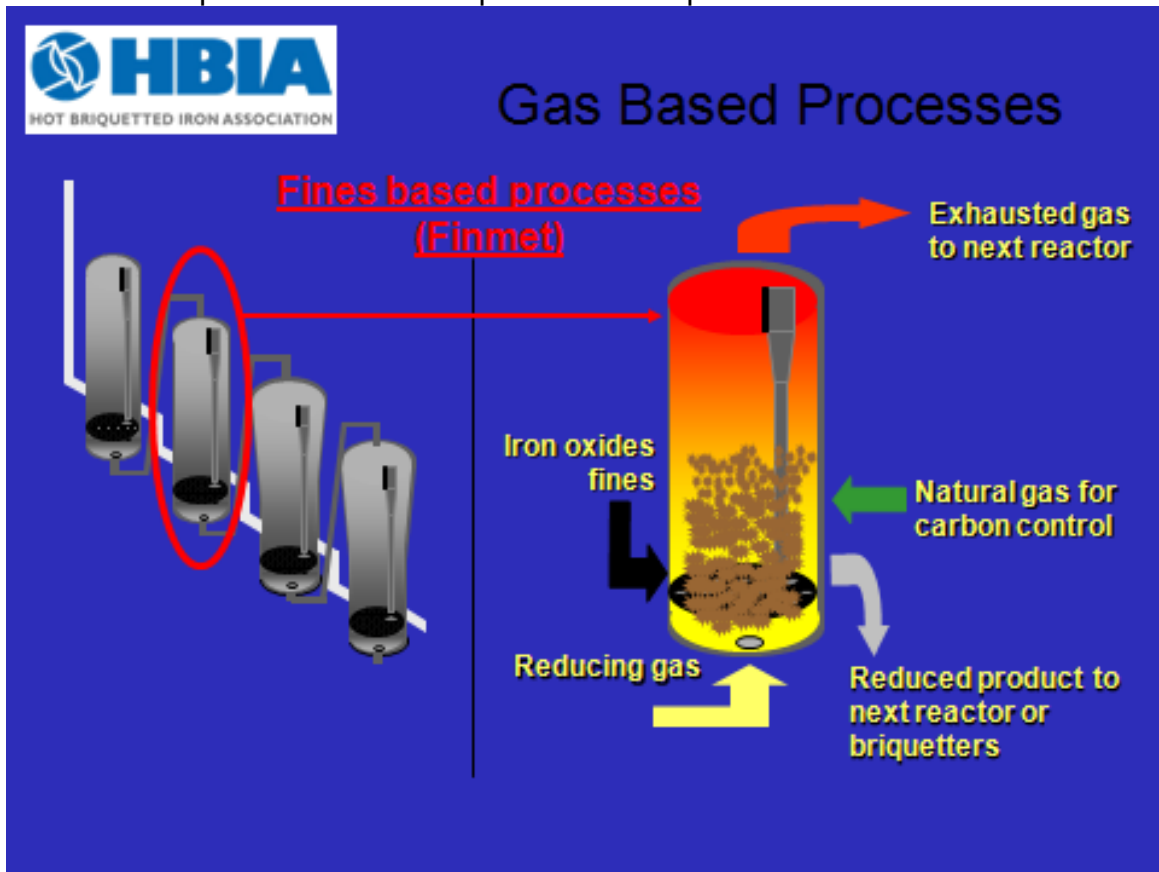 HBIA
HOT BRIQUETTED IRON ASSOCIATION
Gas Based Processes
Fines based processes
(Finmet)
Exhausted gas
to next reactor
Iron oxides
fines
Natural gas for
carbon control
Reducing gas
Reduced product to
next reactor or
briquetters